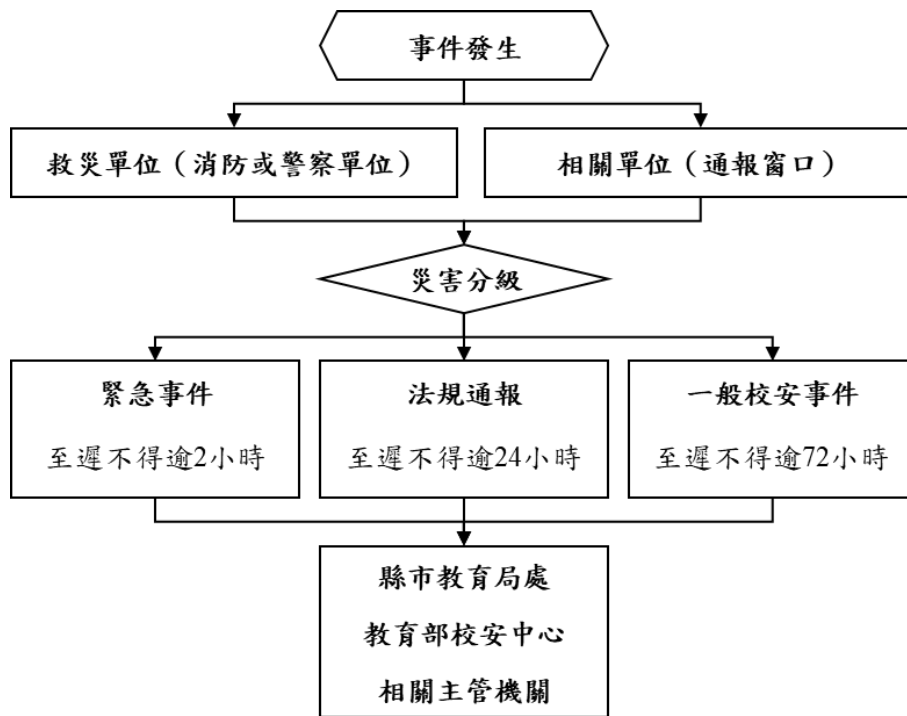 事件發生
救災單位（消防或警察單位）
相關單位（通報窗口）
災害分級
緊急事件
至遲不得逾2小時
法規通報
至遲不得逾24小時
一般校安事件
至遲不得逾72小時
縣市教育局處
教育部校安中心
相關主管機關